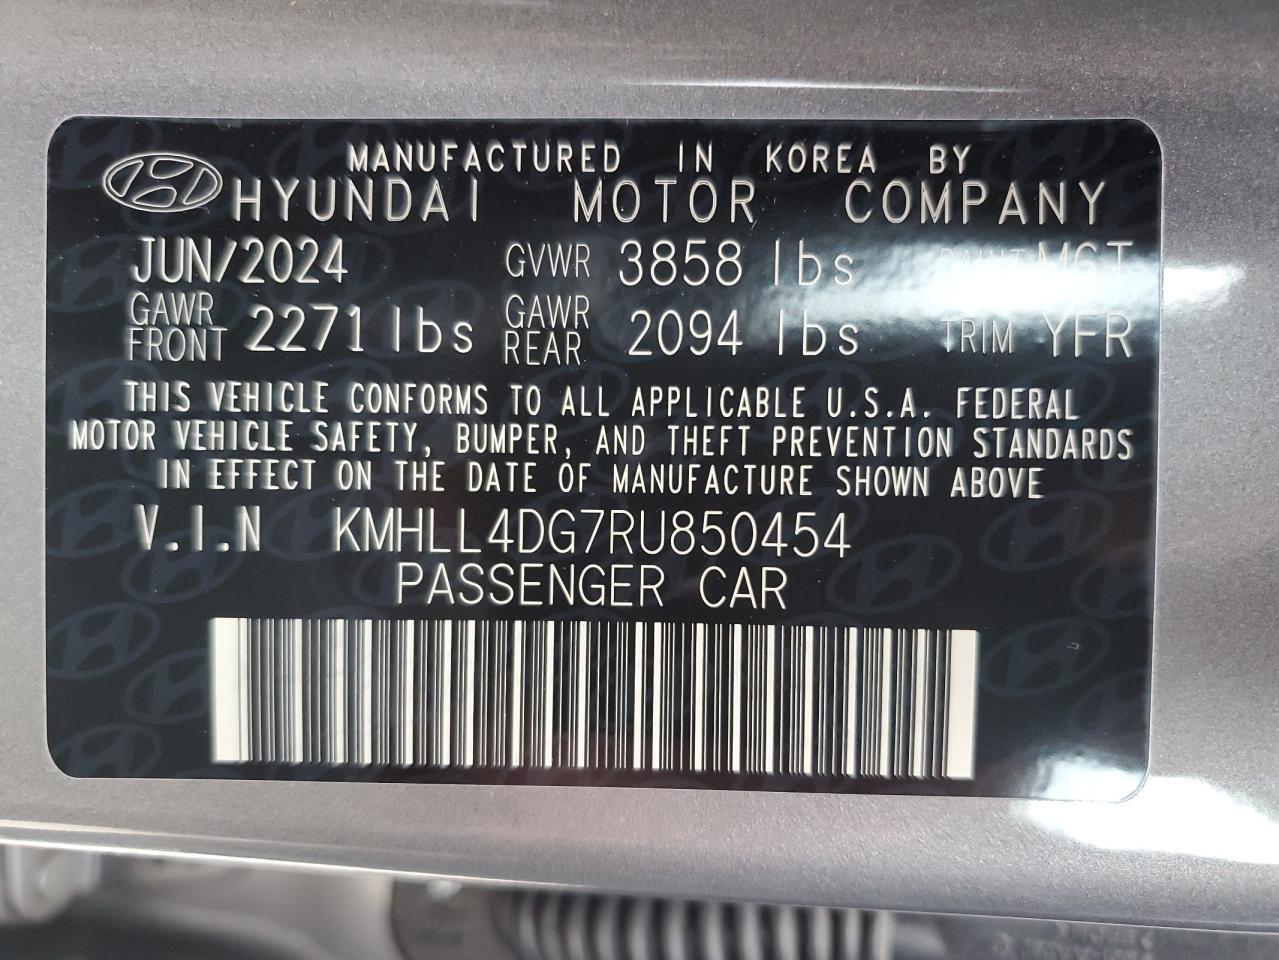 MANUFACTURED IN KOREA BY
HYUNDAI MOTOR COMPANY
JUN/2024 GVWR 3858 lbs PAINT M6T
GAWR FRONT 2271 lbs GAWR REAR 2094 lbs TRIM YFR
THIS VEHICLE CONFORMS TO ALL APPLICABLE U.S.A. FEDERAL
MOTOR VEHICLE SAFETY, BUMPER, AND THEFT PREVENTION STANDARDS
IN EFFECT ON THE DATE OF MANUFACTURE SHOWN ABOVE
V.I.N KMHLL4DG7RU850454
PASSENGER CAR